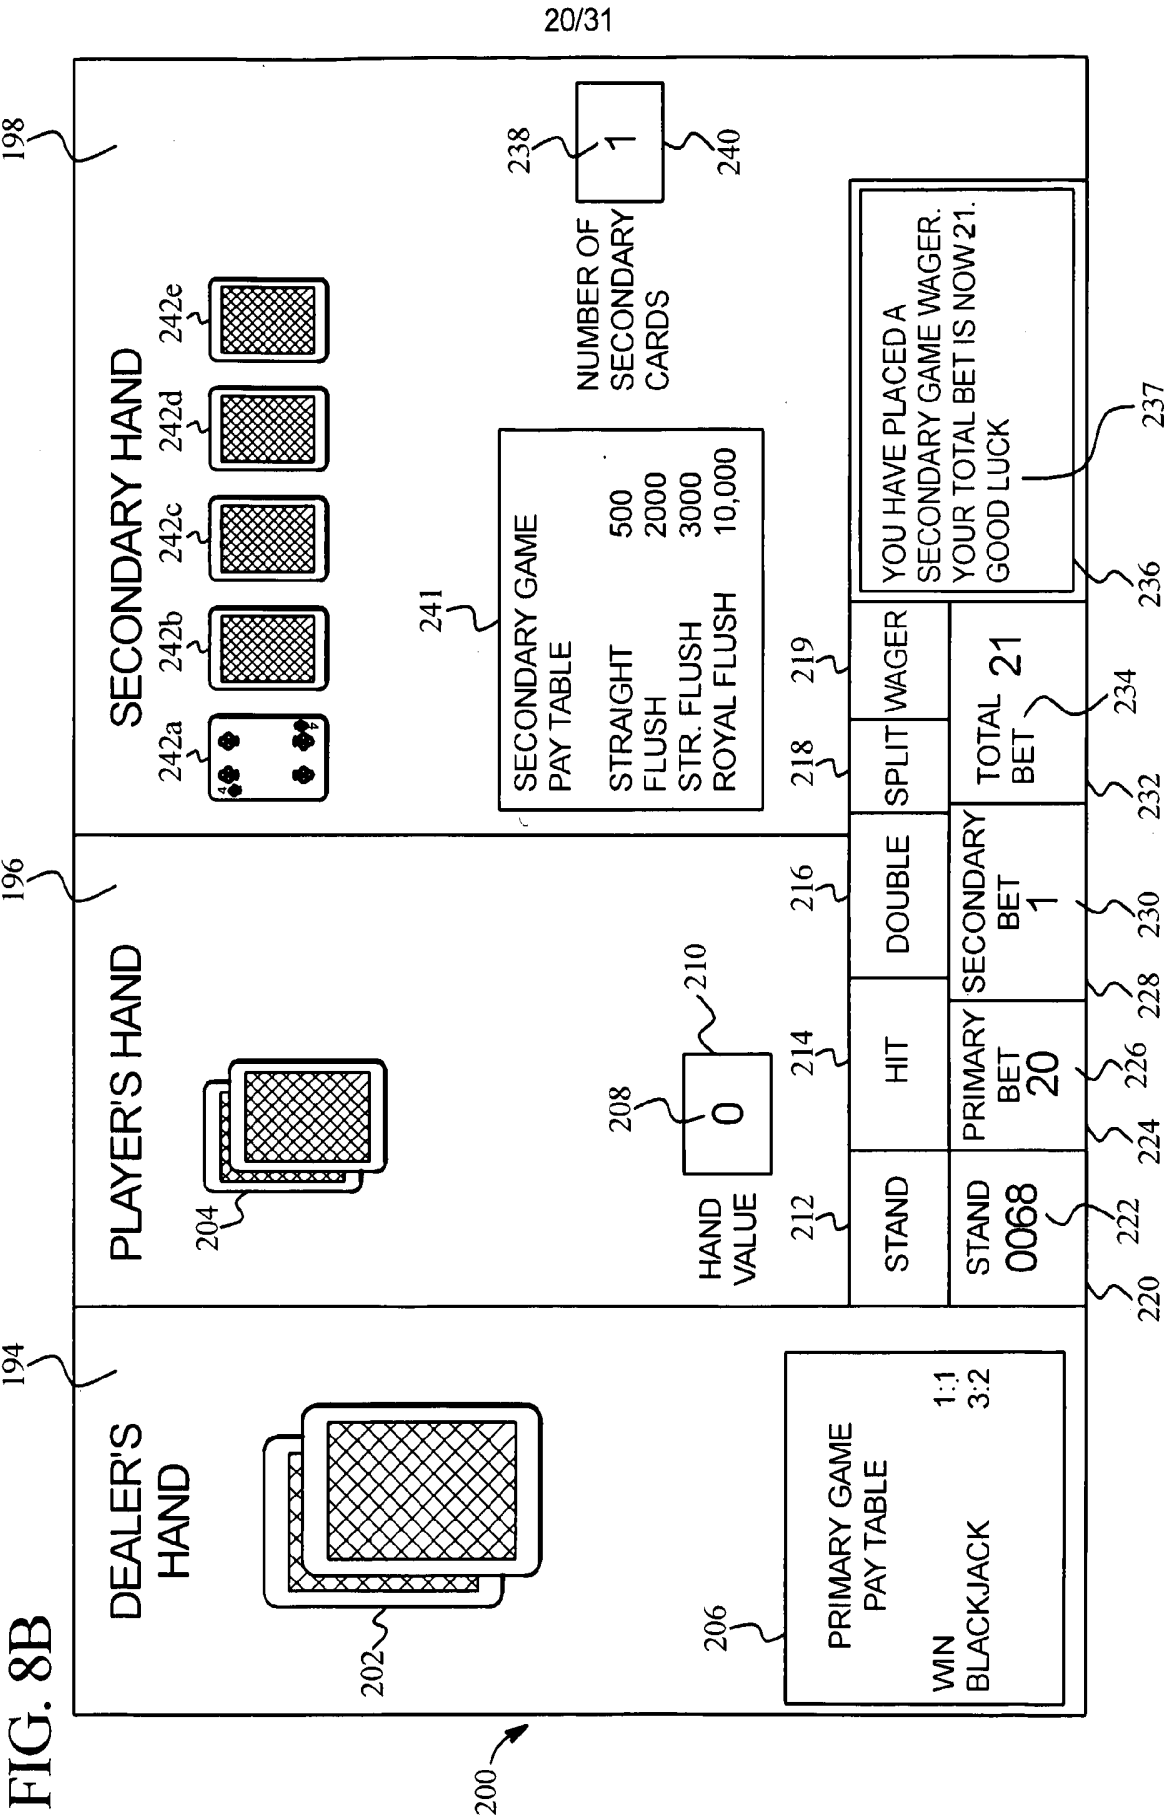 20/31
FIG. 8B
194
196
198
DEALER'S
HAND
PLAYER'S HAND
SECONDARY HAND
242a
242b
242c
242d
242e
4
4
202
204
200
206
PRIMARY GAME
PAY TABLE
WIN 1:1
BLACKJACK 3:2
HAND
VALUE
208
0
210
241
SECONDARY GAME
PAY TABLE
STRAIGHT 500
FLUSH 2000
STR. FLUSH 3000
ROYAL FLUSH 10,000
NUMBER OF
SECONDARY
CARDS
238
1
240
212
214
216
218
219
STAND
HIT
DOUBLE
SPLIT
WAGER
STAND
0068
PRIMARY
BET
20
SECONDARY
BET
1
TOTAL
BET
21
YOU HAVE PLACED A
SECONDARY GAME WAGER.
YOUR TOTAL BET IS NOW 21.
GOOD LUCK
220
222
224
226
228
230
232
234
236
237